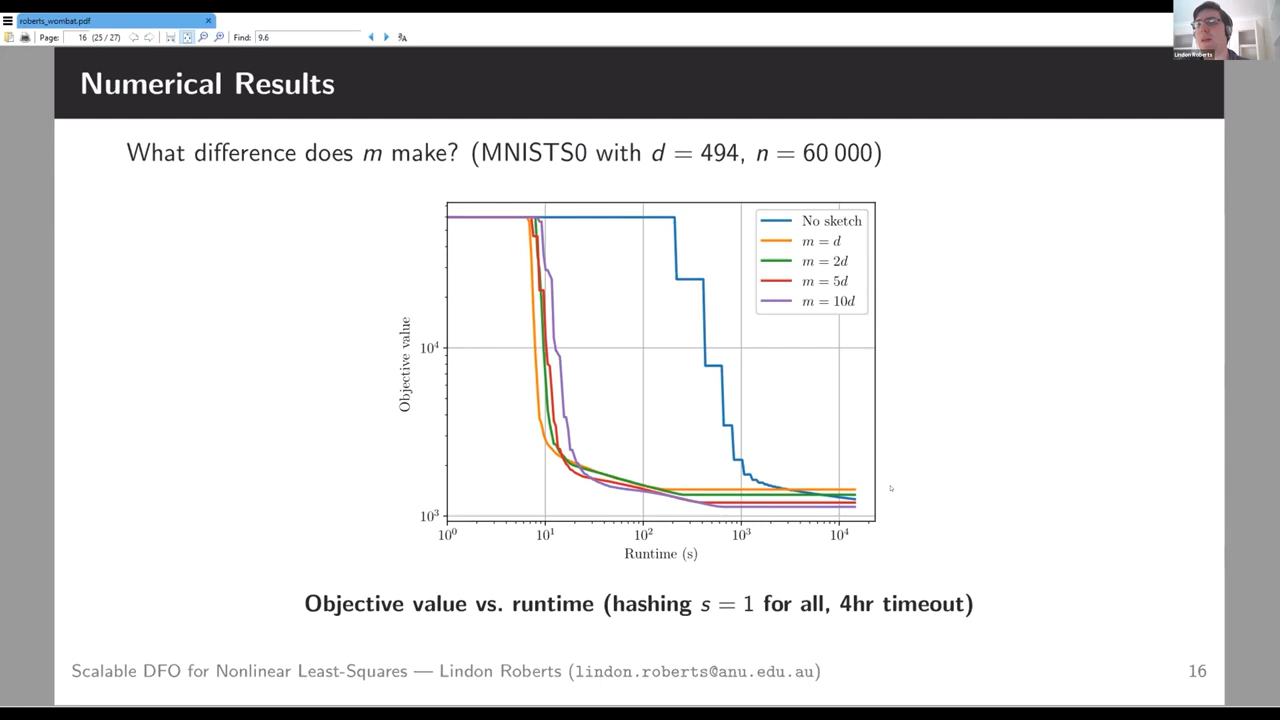 roberts_wombat.pdf
×
Page: 16 (25 / 27) Find: 9.6
Lindon Roberts
Numerical Results
What difference does m make? (MNISTS0 with d = 494, n = 60 000)
No sketch
m = d
m = 2d
m = 5d
m = 10d
Objective value
10⁴
10³
10⁰ 10¹ 10² 10³ 10⁴
Runtime (s)
Objective value vs. runtime (hashing s = 1 for all, 4hr timeout)
Scalable DFO for Nonlinear Least-Squares — Lindon Roberts (lindon.roberts@anu.edu.au) 16